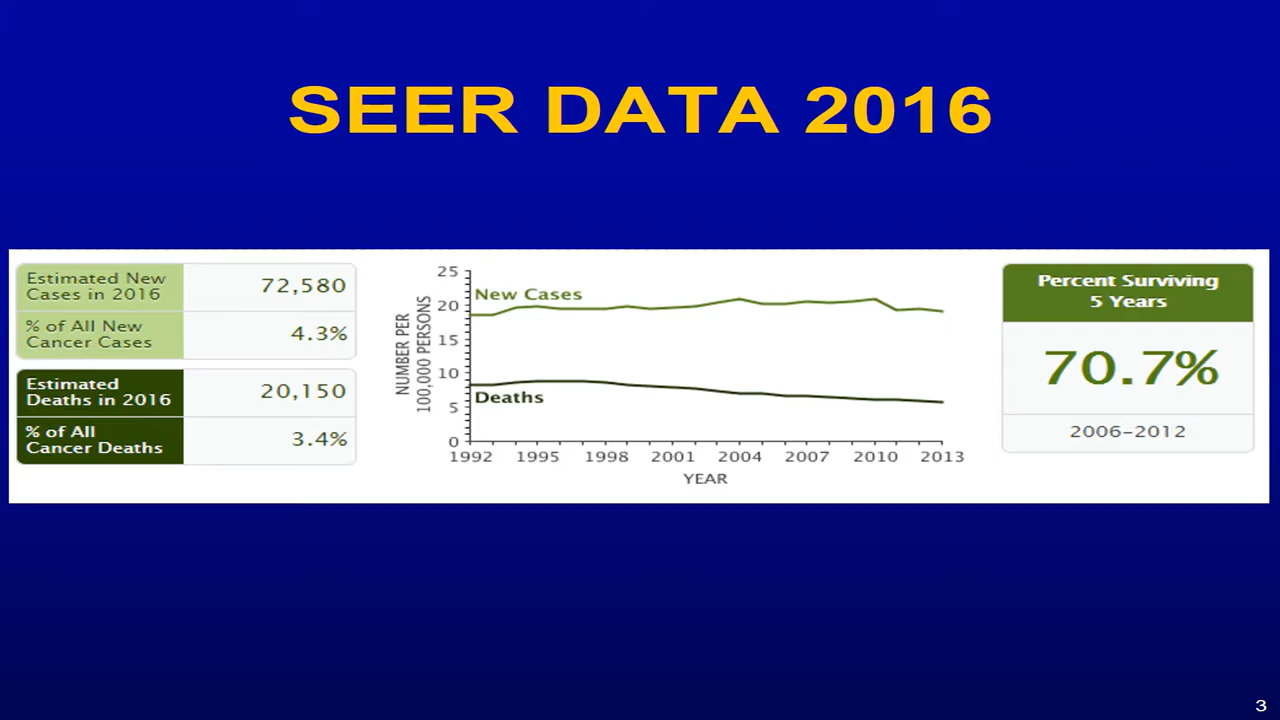 SEER DATA 2016
Estimated New
Cases in 2016
72,580
% of All New
Cancer Cases
4.3%
Estimated
Deaths in 2016
20,150
% of All
Cancer Deaths
3.4%
NUMBER PER
100,000 PERSONS
25
20
15
10
5
0
New Cases
Deaths
1992 1995 1998 2001 2004 2007 2010 2013
YEAR
Percent Surviving
5 Years
70.7%
2006–2012
3